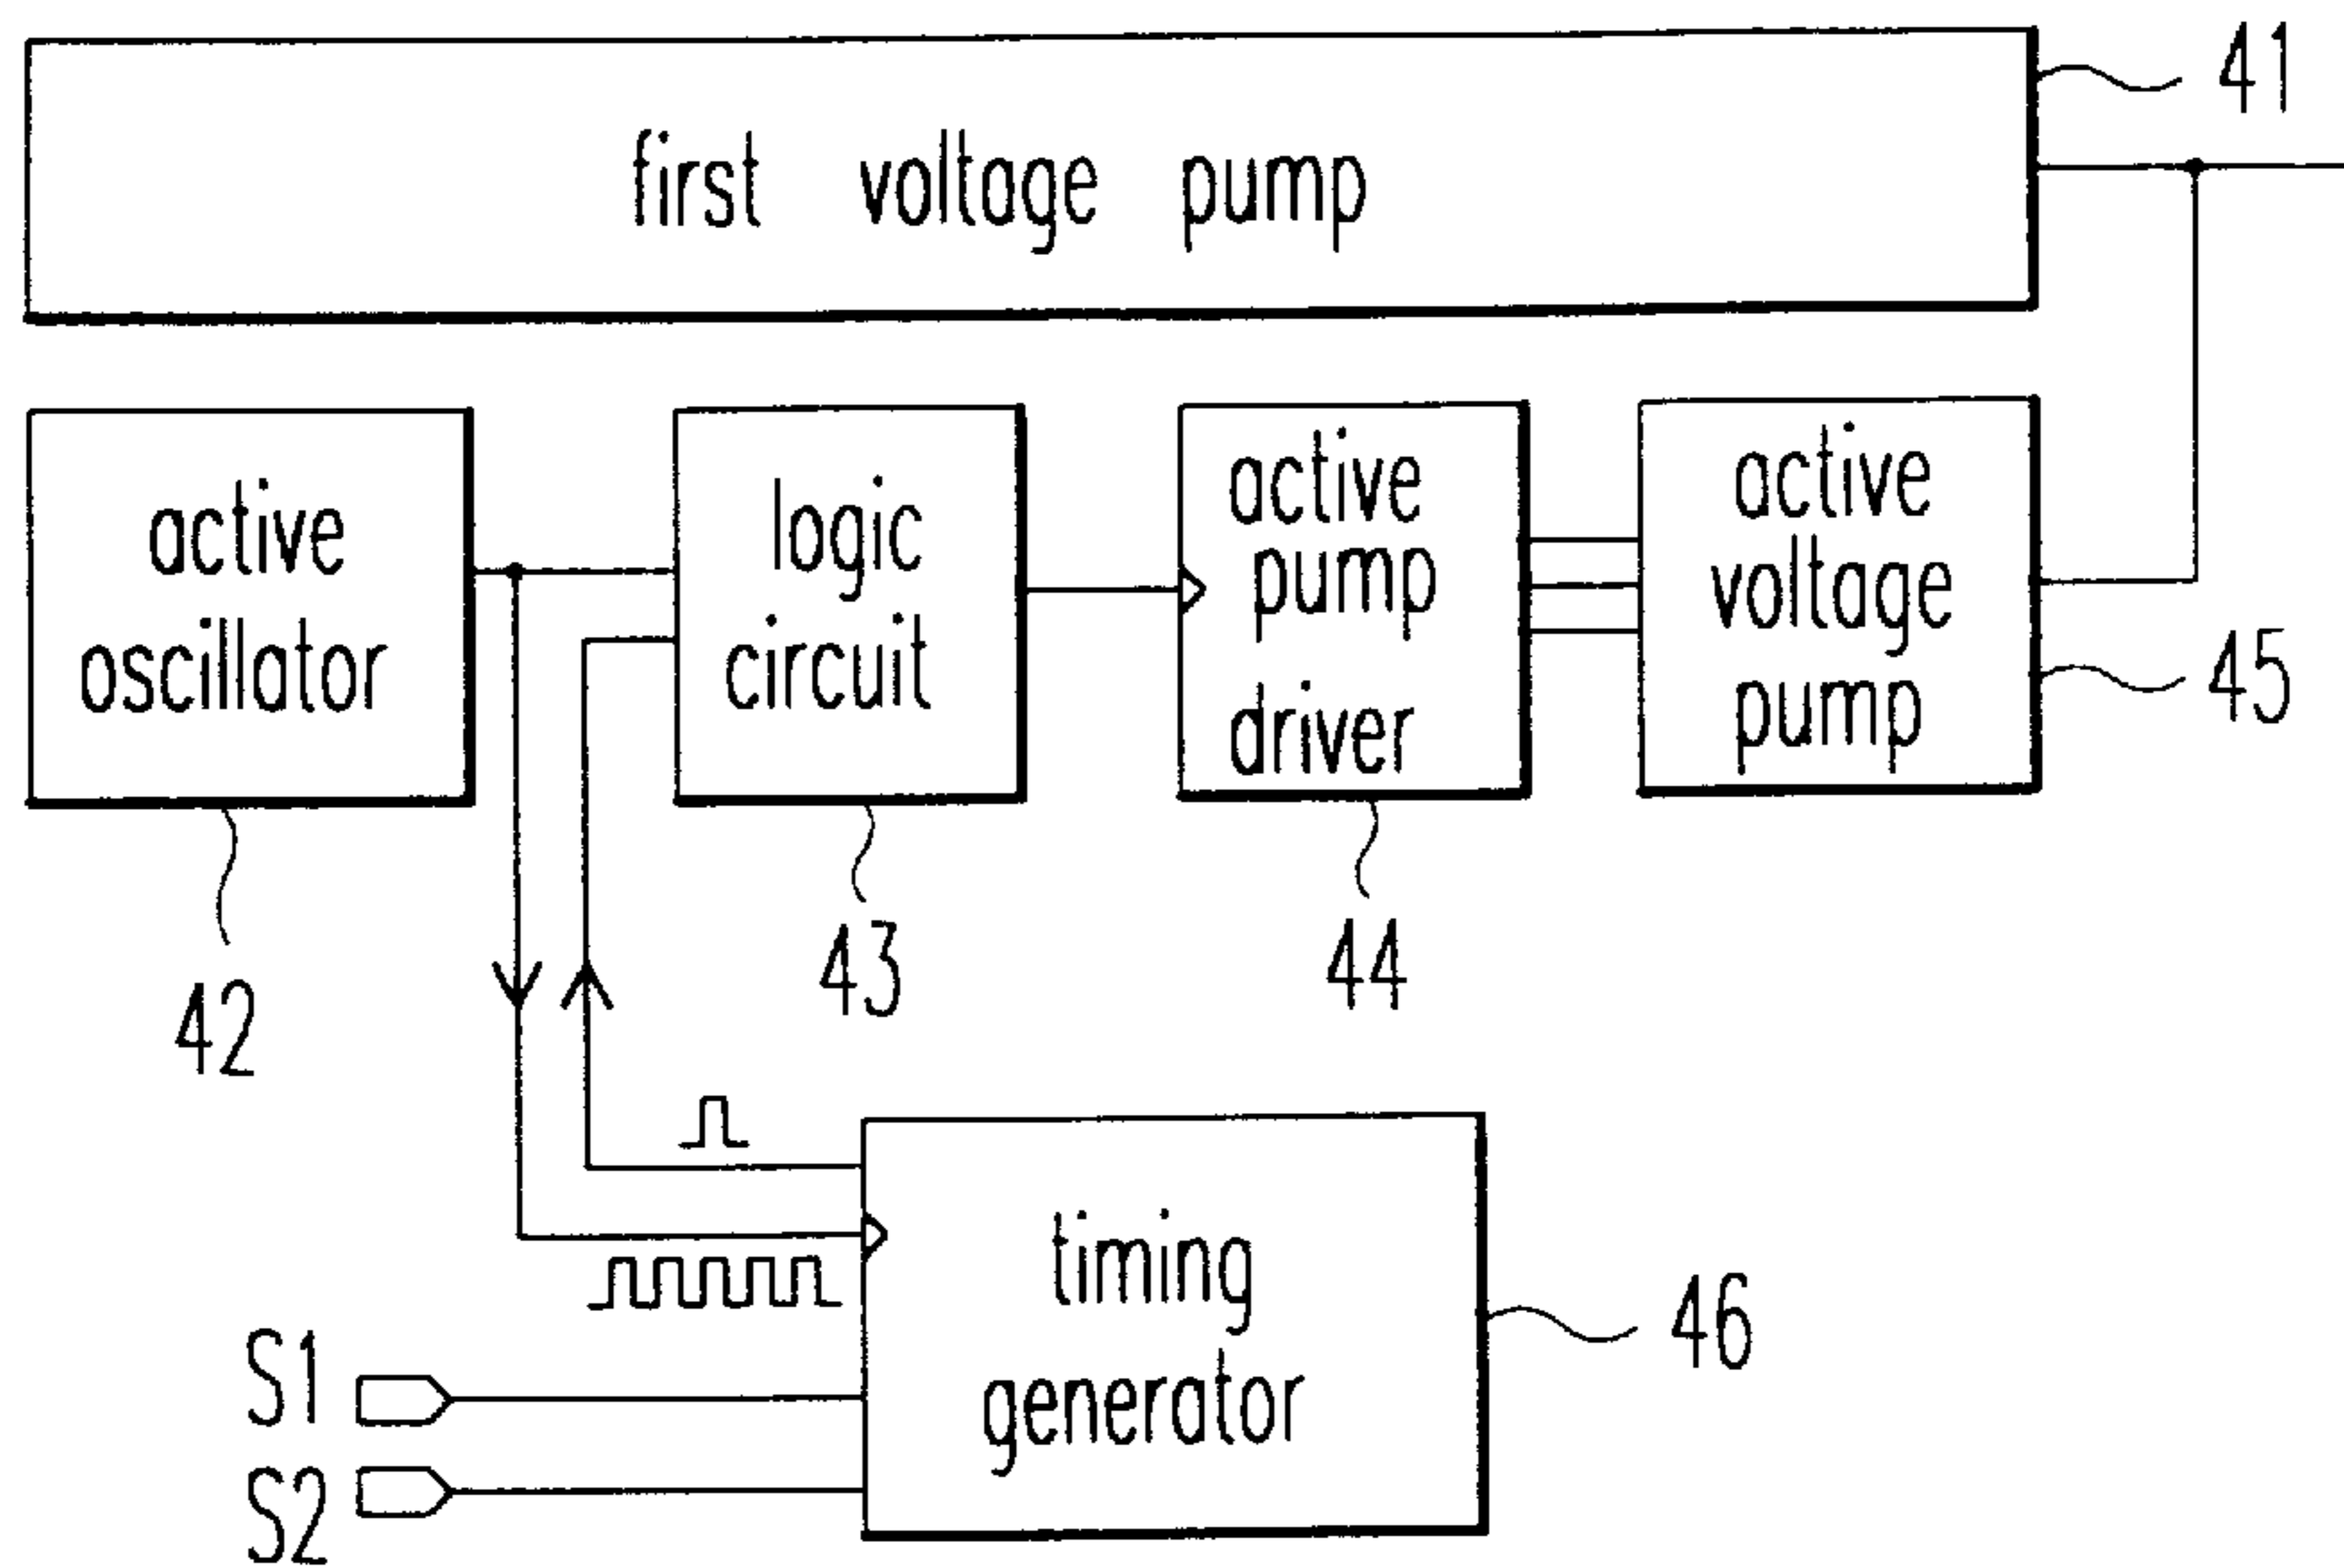 first voltage pump
41
active
oscillator
logic
circuit
active
pump
driver
active
voltage
pump
45
42
43
44
timing
generator
46
S1
S2